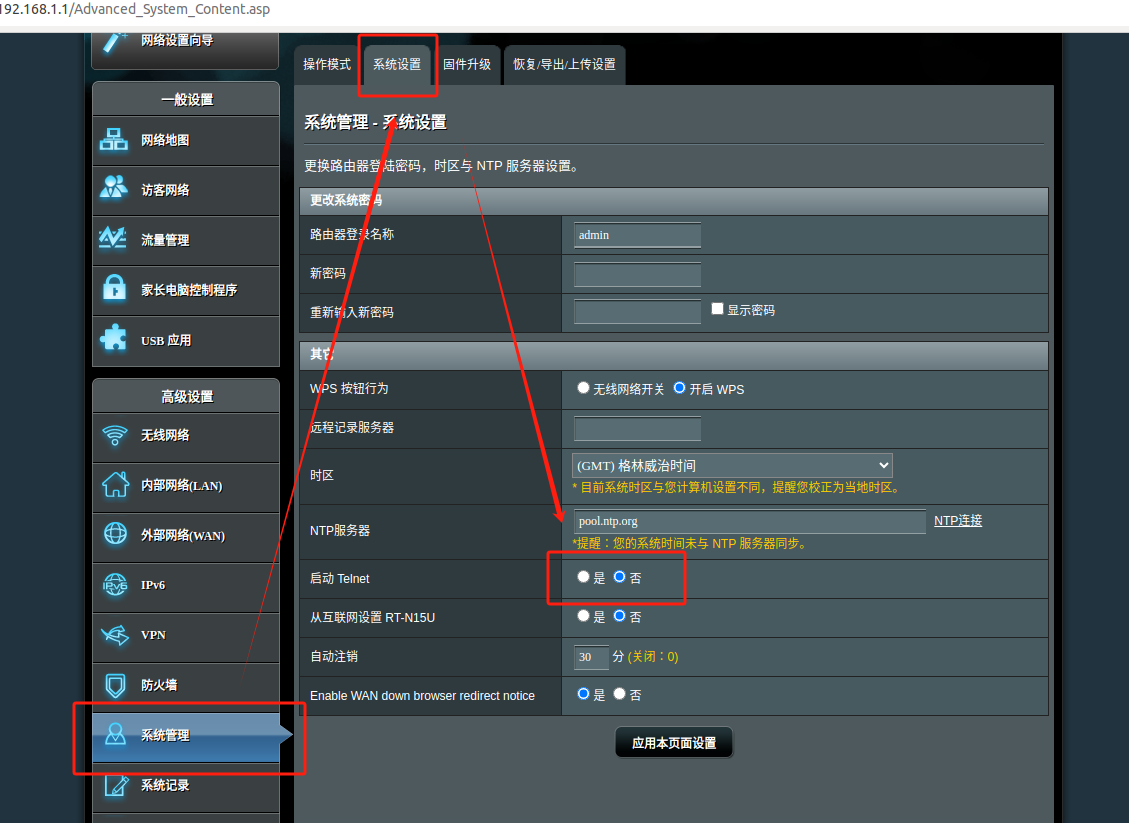 192.168.1.1/Advanced_System_Content.asp
网络设置向导
一般设置
网络地图
访客网络
流量管理
家长电脑控制程序
USB 应用
高级设置
无线网络
内部网络(LAN)
外部网络(WAN)
IPv6
IPv6
VPN
防火墙
系统管理
系统记录
操作模式
系统设置
固件升级
恢复/导出/上传设置
系统管理 - 系统设置
更换路由器登陆密码，时区与 NTP 服务器设置。
更改系统密码
路由器登录名称 admin
新密码
重新输入新密码 显示密码
其它
WPS 按钮行为 无线网络开关 开启 WPS
远程记录服务器
时区 (GMT) 格林威治时间
* 目前系统时区与您计算机设置不同，提醒您校正为当地时区。
NTP服务器 pool.ntp.org NTP连接
*提醒：您的系统时间未与 NTP 服务器同步。
启动 Telnet 是 否
从互联网设置 RT-N15U 是 否
自动注销 30 分 (关闭：0)
Enable WAN down browser redirect notice 是 否
应用本页面设置